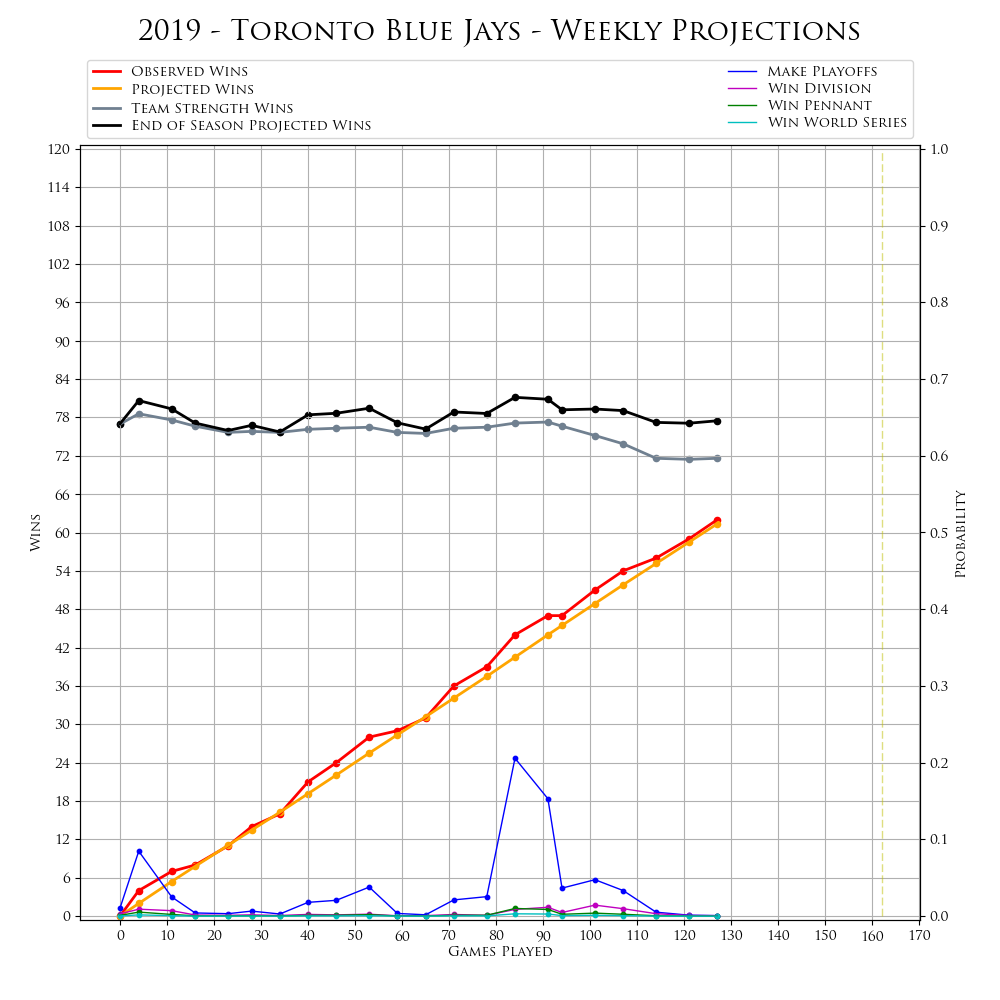 2019 - Toronto Blue Jays - Weekly Projections
Observed Wins
Projected Wins
Team Strength Wins
End of Season Projected Wins
Make Playoffs
Win Division
Win Pennant
Win World Series
120
114
108
102
96
90
84
78
72
66
60
54
48
42
36
30
24
18
12
6
0
Wins
1.0
0.9
0.8
0.7
0.6
0.5
0.4
0.3
0.2
0.1
0.0
Probability
0 10 20 30 40 50 60 70 80 90 100 110 120 130 140 150 160 170
Games Played